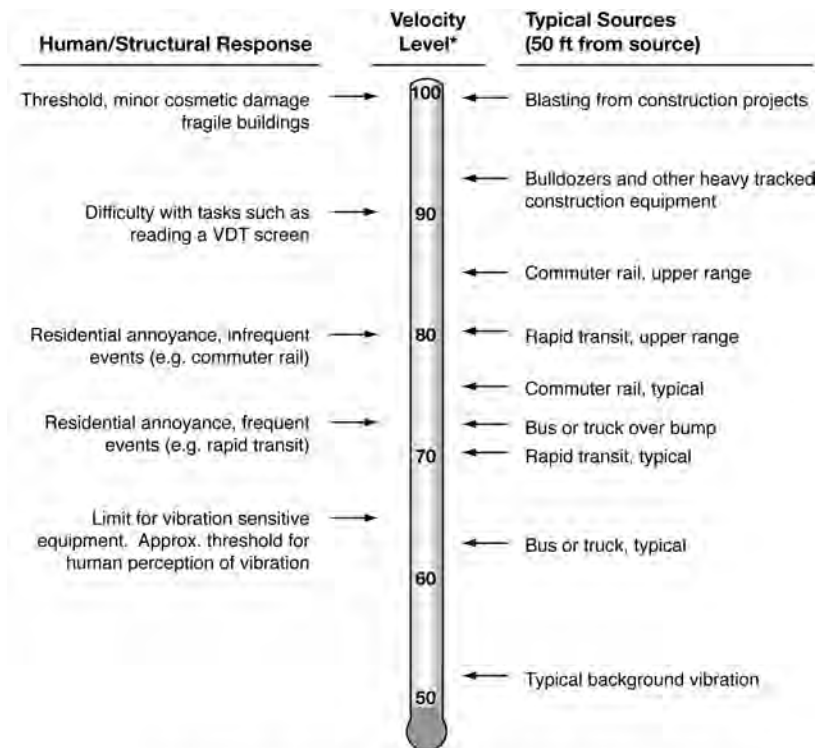 Human/Structural Response
Velocity
Level*
Typical Sources
(50 ft from source)
Threshold, minor cosmetic damage
fragile buildings
100
Blasting from construction projects
Bulldozers and other heavy tracked
construction equipment
Difficulty with tasks such as
reading a VDT screen
90
Commuter rail, upper range
Residential annoyance, infrequent
events (e.g. commuter rail)
80
Rapid transit, upper range
Commuter rail, typical
Residential annoyance, frequent
events (e.g. rapid transit)
Bus or truck over bump
70
Rapid transit, typical
Limit for vibration sensitive
equipment. Approx. threshold for
human perception of vibration
Bus or truck, typical
60
Typical background vibration
50